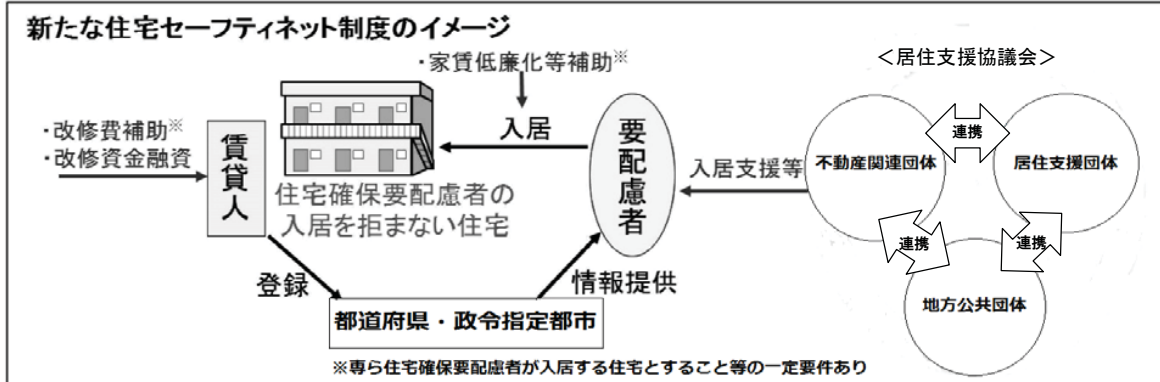 新たな住宅セーフティネット制度のイメージ
・家賃低廉化等補助※
＜居住支援協議会＞
・改修費補助※
・改修資金融資
賃貸人
入居
要配慮者
入居支援等
不動産関連団体
連携
居住支援団体
住宅確保要配慮者の
入居を拒まない住宅
連携
連携
登録
情報提供
地方公共団体
都道府県・政令指定都市
※専ら住宅確保要配慮者が入居する住宅とすること等の一定要件あり